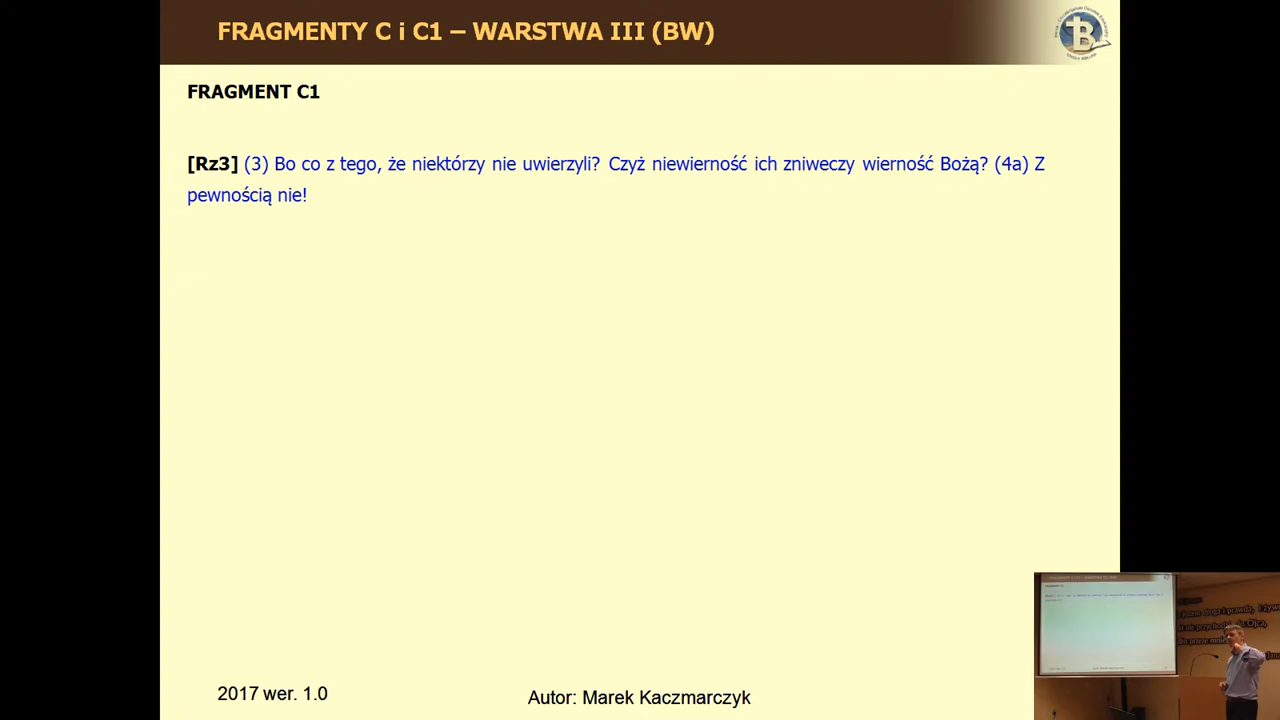 FRAGMENTY C i C1 – WARSTWA III (BW)
FRAGMENT C1
[Rz3] (3) Bo co z tego, że niektórzy nie uwierzyli? Czyż niewierność ich zniweczy wierność Bożą? (4a) Z
pewnością nie!
2017 wer. 1.0
Autor: Marek Kaczmarczyk